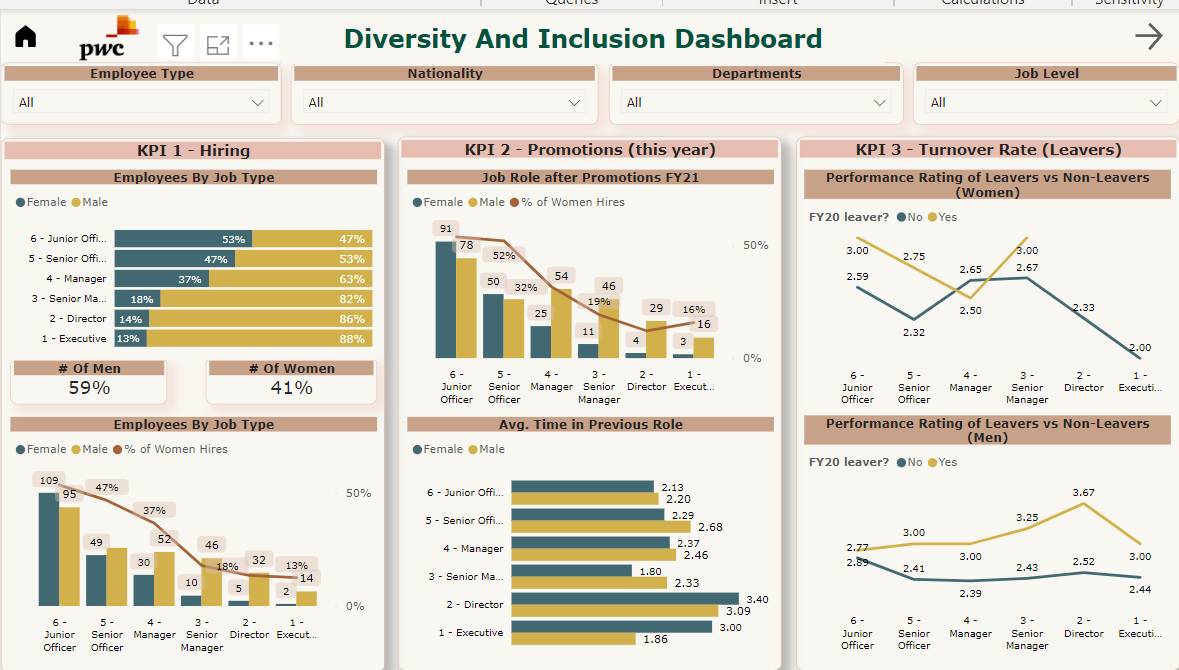 Data Queries Insert Calculations Sensitivity
pwc
Diversity And Inclusion Dashboard
Employee Type
All
Nationality
All
Departments
All
Job Level
All
KPI 1 - Hiring
Employees By Job Type
Female Male
6 - Junior Offi... 53% 47%
5 - Senior Offi... 47% 53%
4 - Manager 37% 63%
3 - Senior Ma... 18% 82%
2 - Director 14% 86%
1 - Executive 13% 88%
# Of Men
59%
# Of Women
41%
Employees By Job Type
Female Male % of Women Hires
109 95 47% 50%
49 37% 52
30 46
10 18% 32
5 13%
2 14
0%
6 - Junior Officer
5 - Senior Officer
4 - Manager
3 - Senior Manager
2 - Director
1 - Execut...
KPI 2 - Promotions (this year)
Job Role after Promotions FY21
Female Male % of Women Hires
91 78 52% 50%
50 32% 54
25 46
11 19% 29
4 16%
3 16
0%
6 - Junior Officer
5 - Senior Officer
4 - Manager
3 - Senior Manager
2 - Director
1 - Execut...
Avg. Time in Previous Role
Female Male
6 - Junior Offi... 2.13
2.20
5 - Senior Offi... 2.29
2.68
4 - Manager 2.37
2.46
3 - Senior Ma... 1.80
2.33
2 - Director 3.40
3.09
1 - Executive 3.00
1.86
KPI 3 - Turnover Rate (Leavers)
Performance Rating of Leavers vs Non-Leavers
(Women)
FY20 leaver? No Yes
3.00 2.75 2.50 3.00
2.59 2.32 2.65 2.67 2.33 2.00
6 - Junior Officer
5 - Senior Officer
4 - Manager
3 - Senior Manager
2 - Director
1 - Executi...
Performance Rating of Leavers vs Non-Leavers
(Men)
FY20 leaver? No Yes
2.77 3.00 3.00 3.25 3.67 3.00
2.89 2.41 2.39 2.43 2.52 2.44
6 - Junior Officer
5 - Senior Officer
4 - Manager
3 - Senior Manager
2 - Director
1 - Executi...